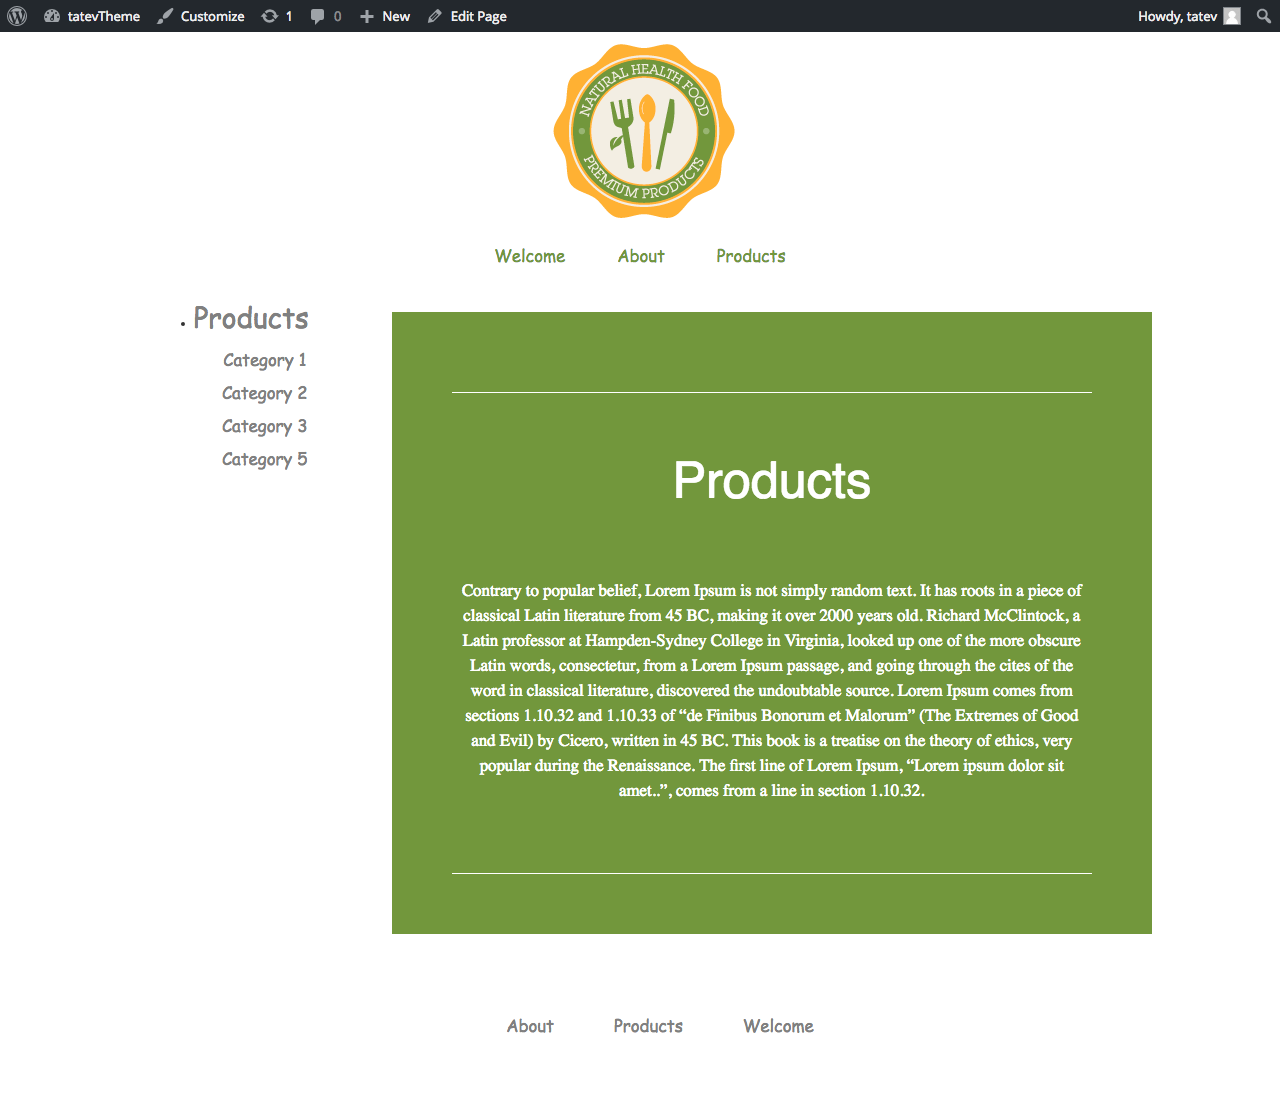 tatevTheme Customize 1 0 New Edit Page Howdy, tatev
NATURAL HEALTH FOOD
PREMIUM PRODUCTS
Welcome About Products
Products
Category 1
Category 2
Category 3
Category 5
Products
Contrary to popular belief, Lorem Ipsum is not simply random text. It has roots in a piece of
classical Latin literature from 45 BC, making it over 2000 years old. Richard McClintock, a
Latin professor at Hampden-Sydney College in Virginia, looked up one of the more obscure
Latin words, consectetur, from a Lorem Ipsum passage, and going through the cites of the
word in classical literature, discovered the undoubtable source. Lorem Ipsum comes from
sections 1.10.32 and 1.10.33 of “de Finibus Bonorum et Malorum” (The Extremes of Good
and Evil) by Cicero, written in 45 BC. This book is a treatise on the theory of ethics, very
popular during the Renaissance. The first line of Lorem Ipsum, “Lorem ipsum dolor sit
amet..”, comes from a line in section 1.10.32.
About Products Welcome